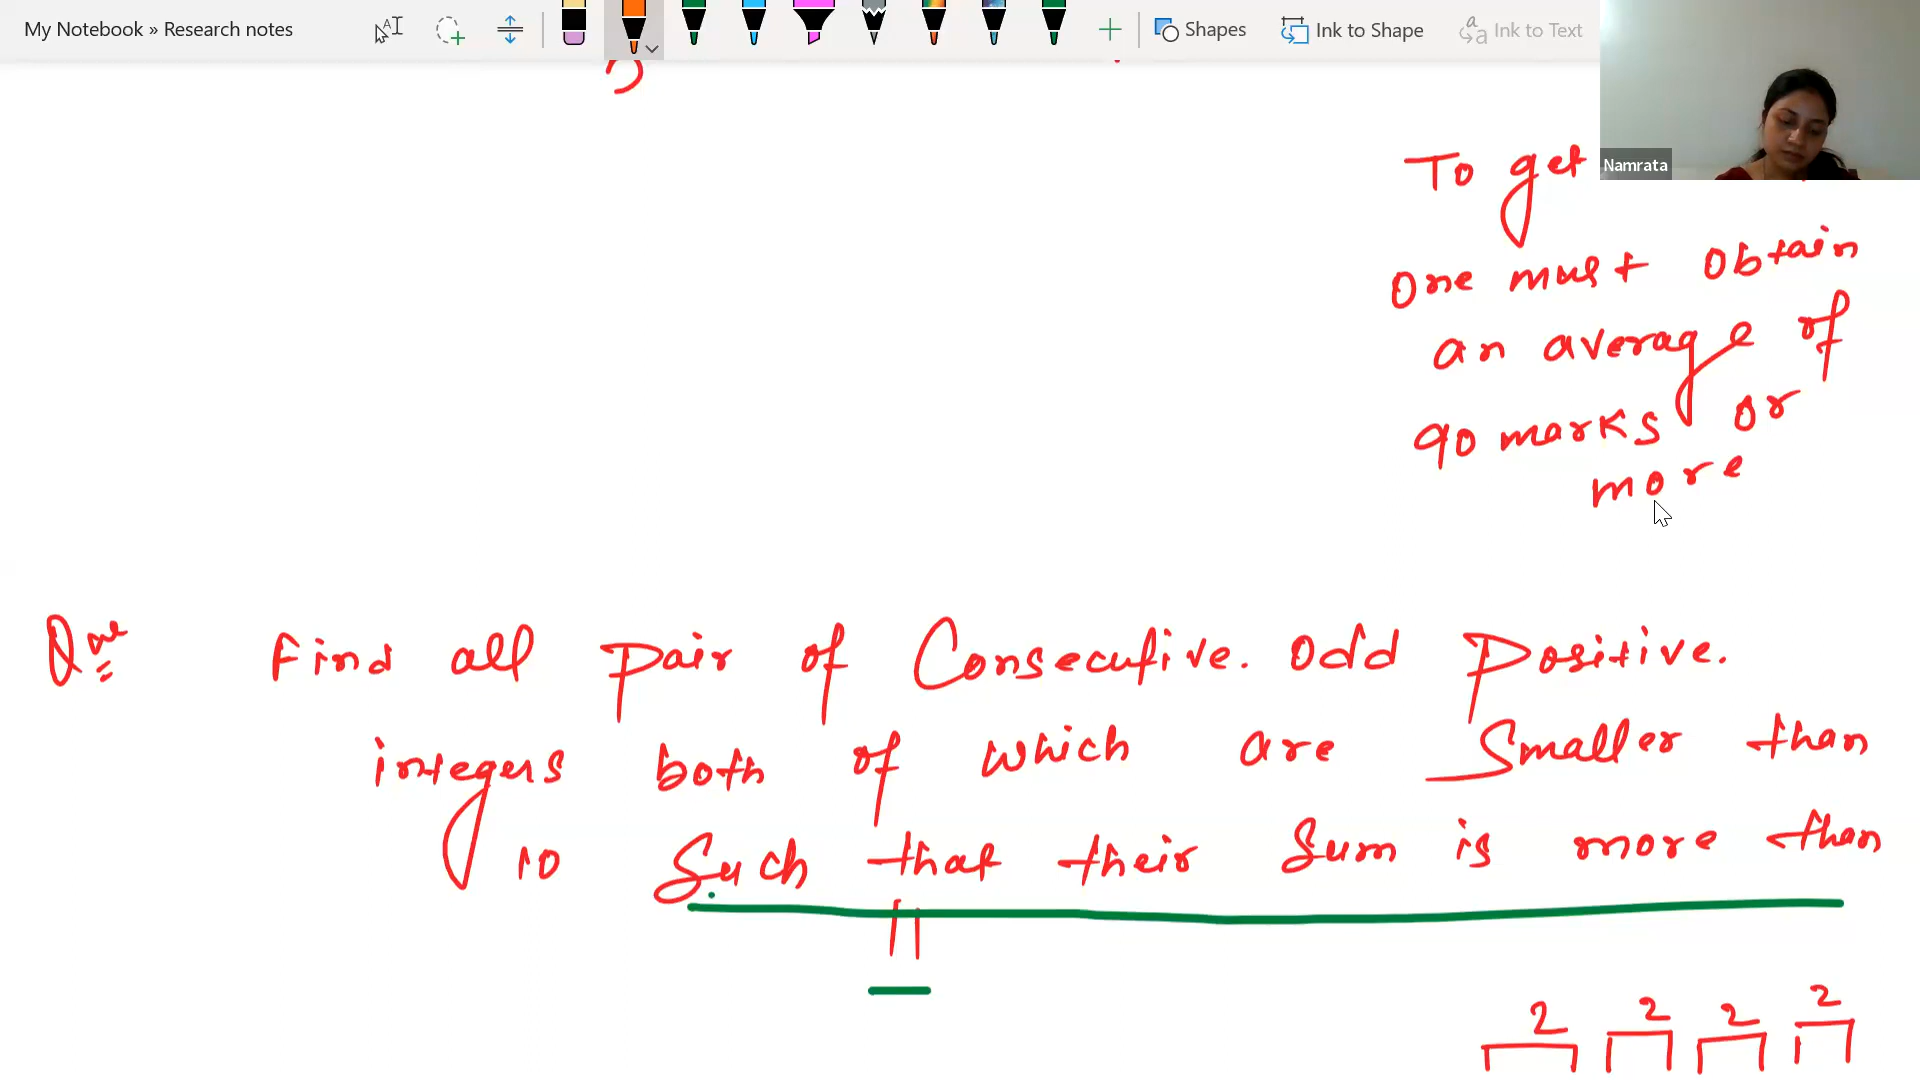 My Notebook » Research notes
Shapes
Ink to Shape
Ink to Text
Namrata
To get
One must obtain
an average of
90 marks or
more
Que Find all pair of Consecutive. Odd Positive.
integers both of which are Smaller than
10 Such that their Sum is more than
11
2 2 2 2